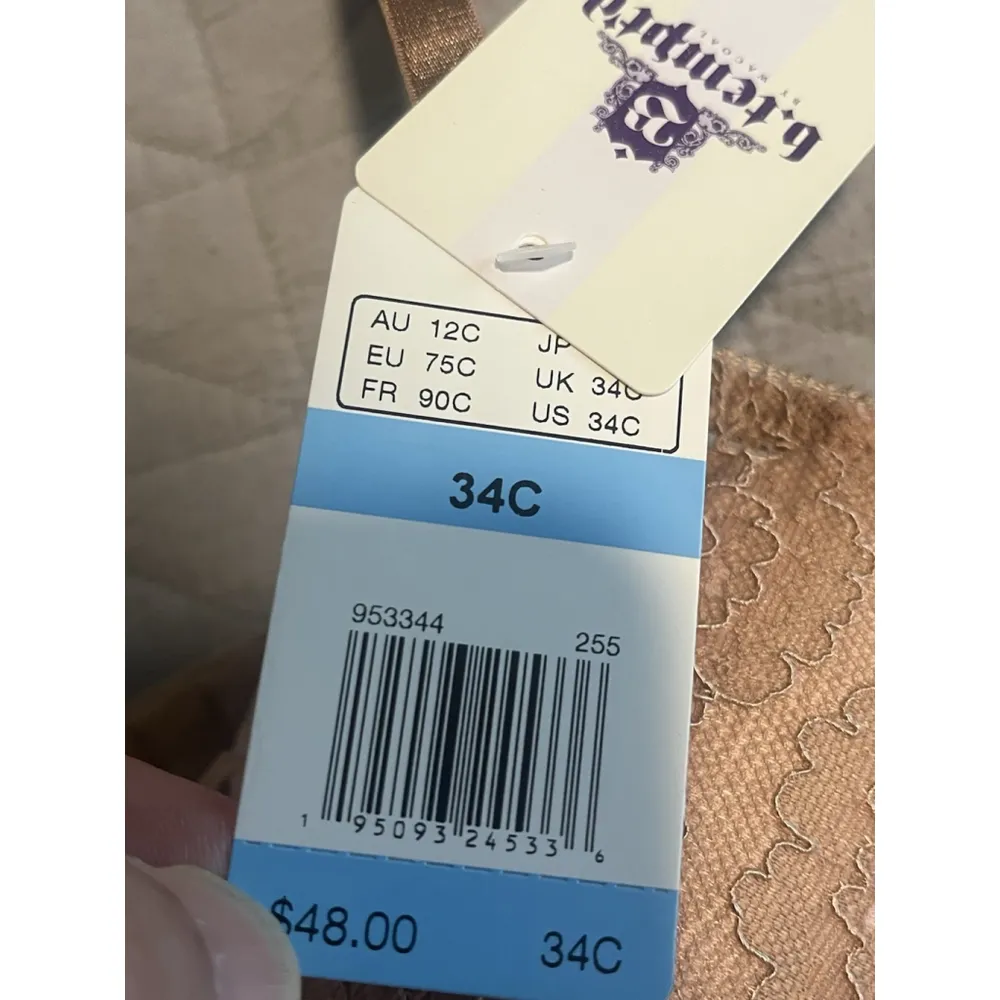 b.tempt'd
BY WACOAL
B
AU 12C JP
EU 75C UK 34C
FR 90C US 34C
34C
953344 255
1 95093 24533 6
$48.00 34C